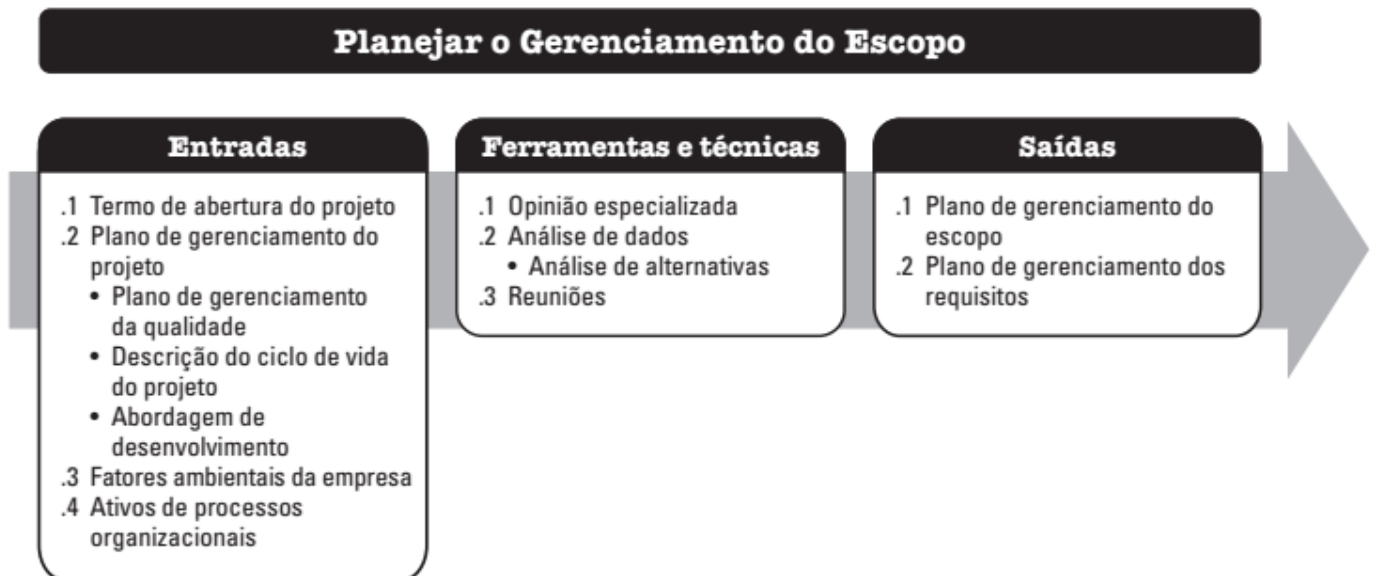 Planejar o Gerenciamento do Escopo
Entradas
.1 Termo de abertura do projeto
.2 Plano de gerenciamento do
projeto
• Plano de gerenciamento
da qualidade
• Descrição do ciclo de vida
do projeto
• Abordagem de
desenvolvimento
.3 Fatores ambientais da empresa
.4 Ativos de processos
organizacionais
Ferramentas e técnicas
.1 Opinião especializada
.2 Análise de dados
• Análise de alternativas
.3 Reuniões
Saídas
.1 Plano de gerenciamento do
escopo
.2 Plano de gerenciamento dos
requisitos